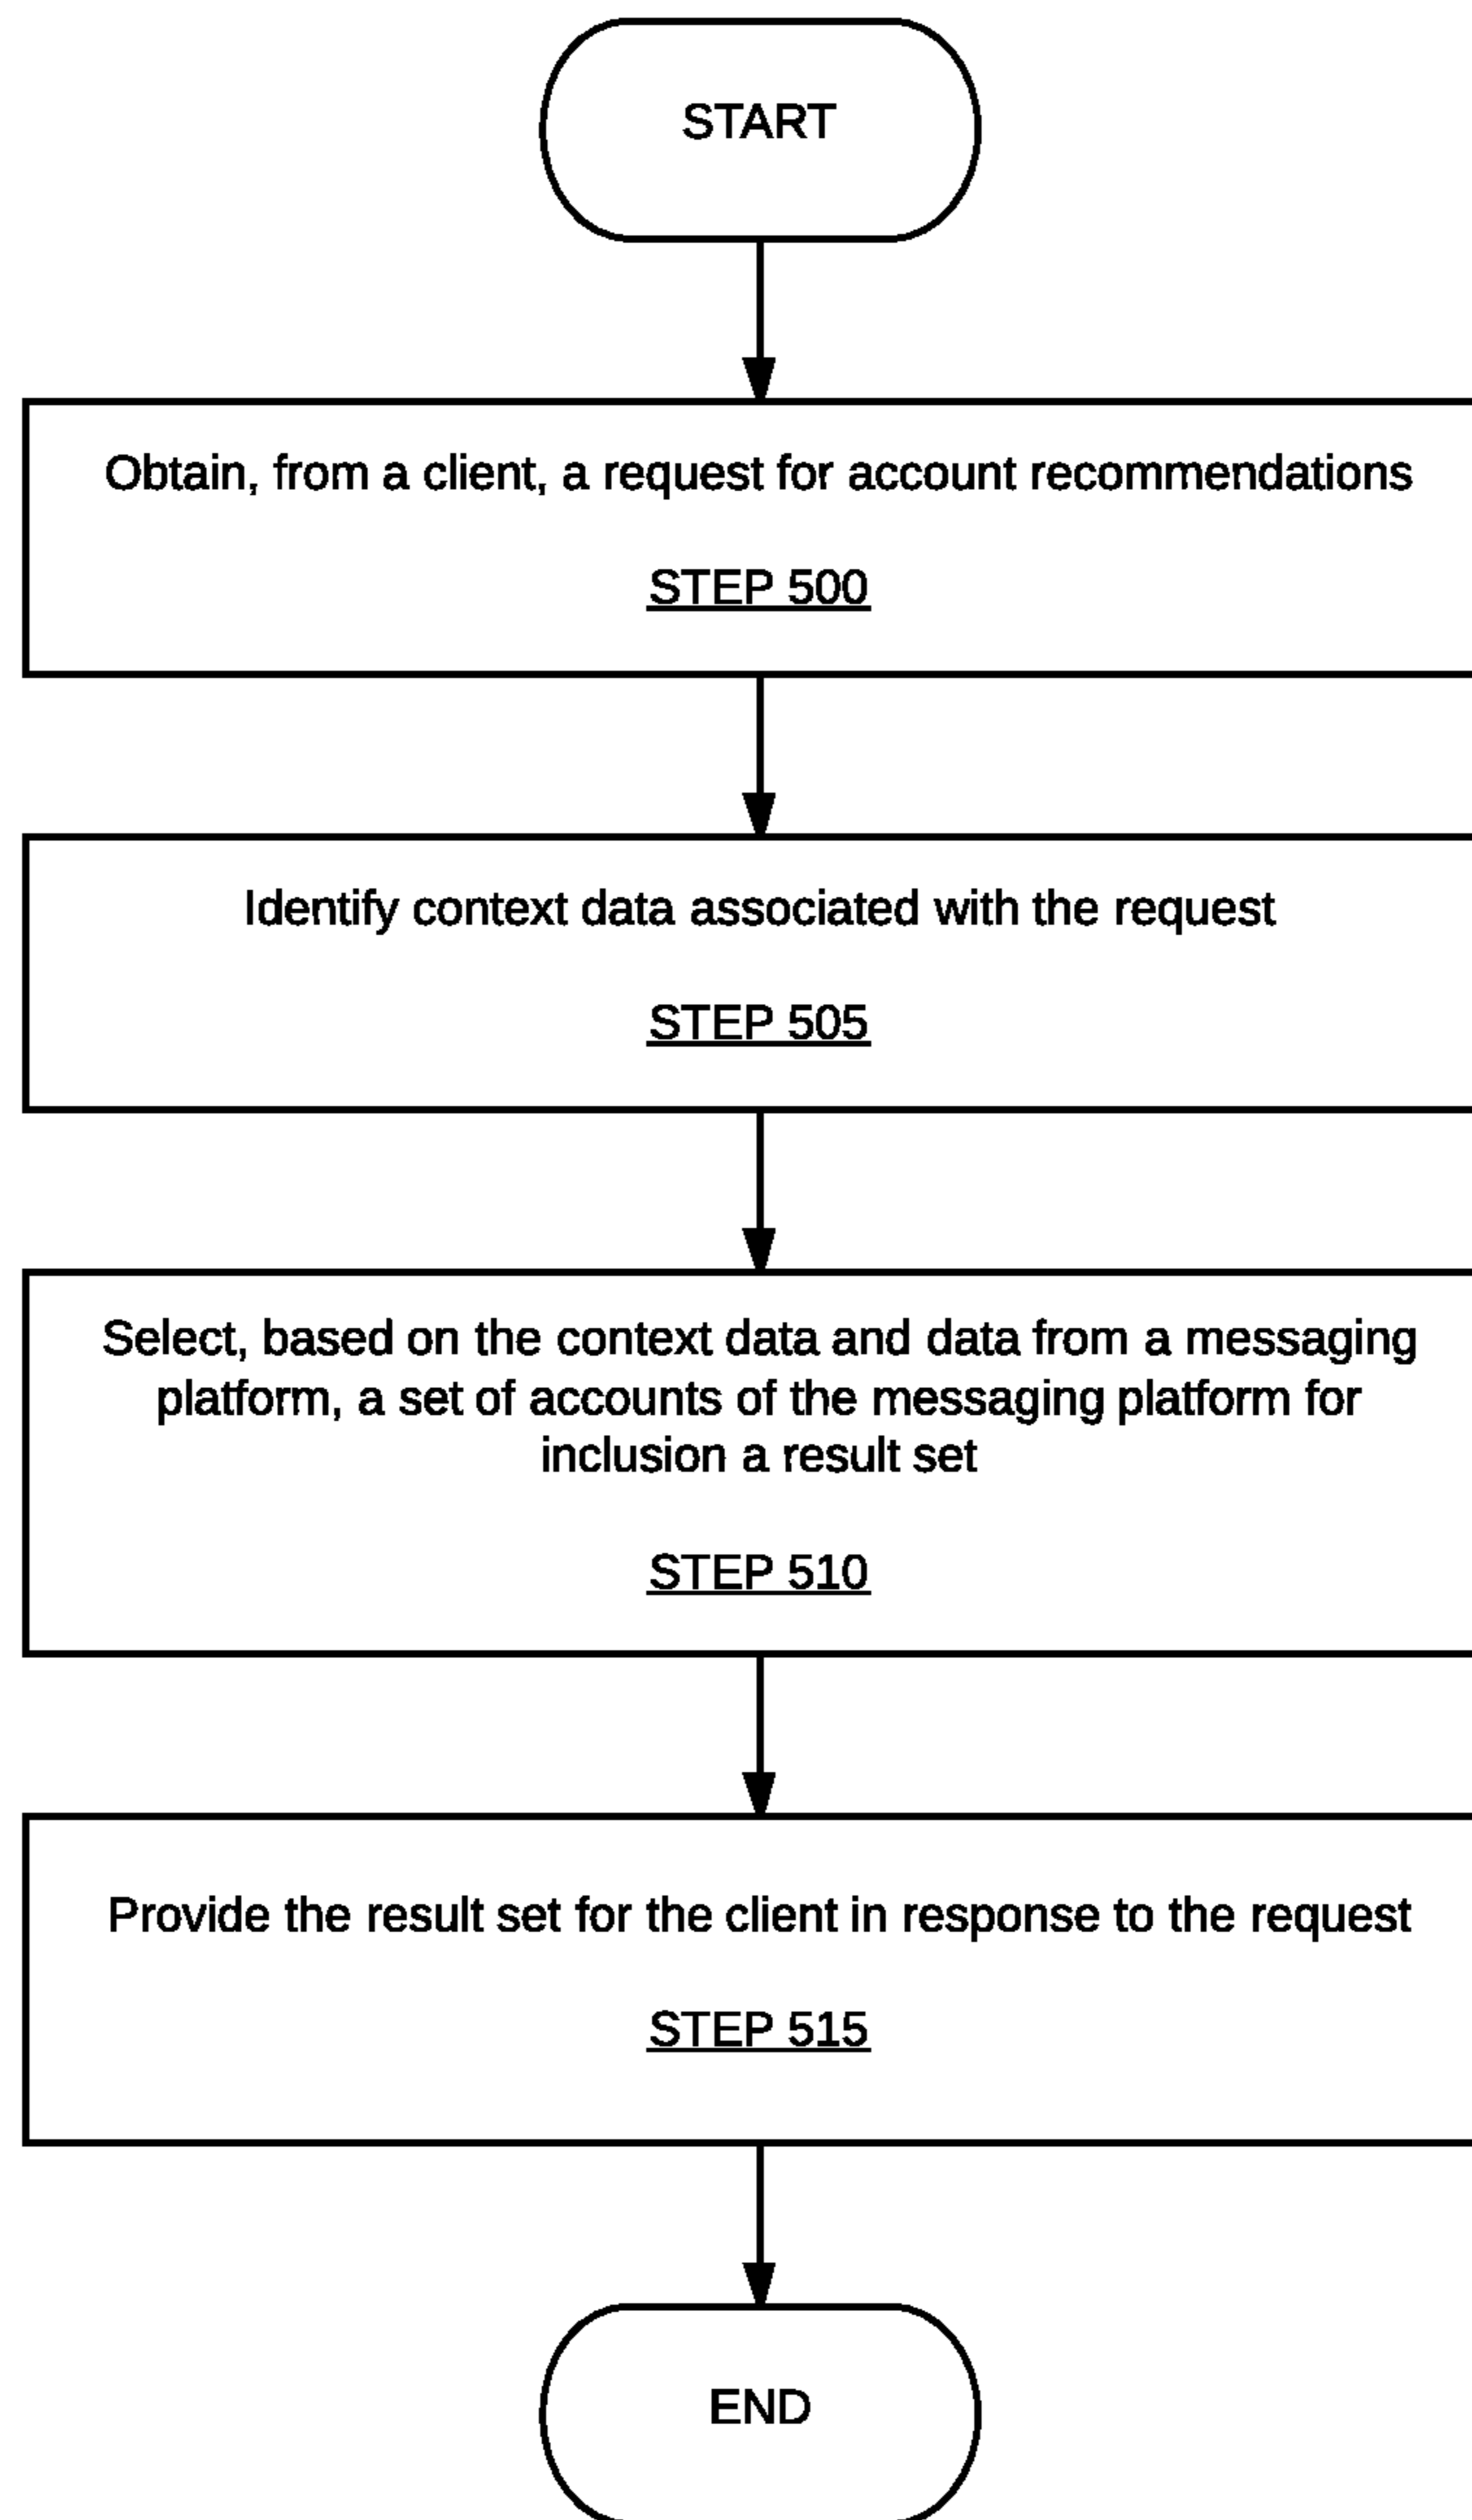 START
Obtain, from a client, a request for account recommendations
STEP 500
Identify context data associated with the request
STEP 505
Select, based on the context data and data from a messaging
platform, a set of accounts of the messaging platform for
inclusion a result set
STEP 510
Provide the result set for the client in response to the request
STEP 515
END